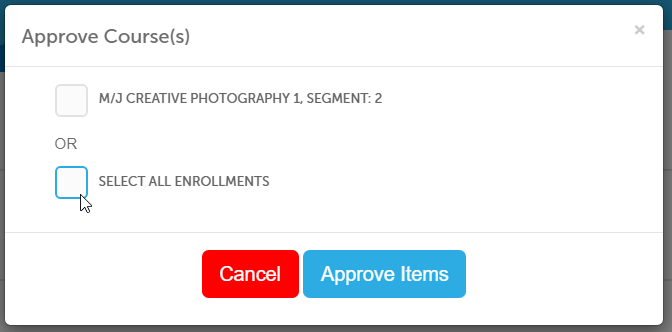 Approve Course(s)
×
M/J CREATIVE PHOTOGRAPHY 1, SEGMENT: 2
OR
SELECT ALL ENROLLMENTS
Cancel
Approve Items